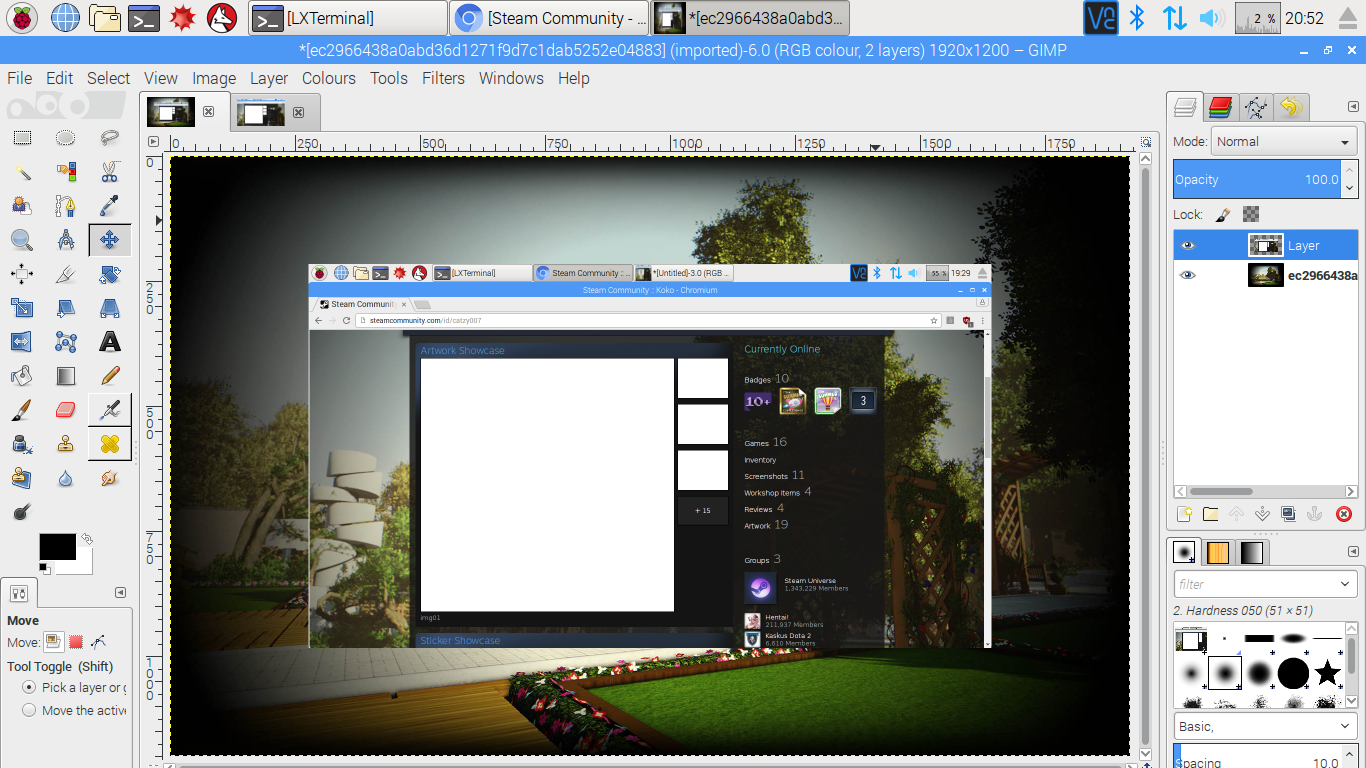 [LXTerminal]
[Steam Community - ...
*[ec2966438a0abd3...
2 %
20:52
*[ec2966438a0abd36d1271f9d7c1dab5252e04883] (imported)-6.0 (RGB colour, 2 layers) 1920x1200 – GIMP
File Edit Select View Image Layer Colours Tools Filters Windows Help
0 250 500 750 1000 1250 1500 1750
0
250
500
750
1000
[LXTerminal]
Steam Community :: ...
*[Untitled]-3.0 (RGB ...
55 %
19:29
Steam Community :: Koko - Chromium
Steam Communit
steamcommunity.com/id/catzy007
Artwork Showcase
Currently Online
Badges 10
10+
3
Games 16
Inventory
Screenshots 11
Workshop Items 4
Reviews 4
Artwork 19
+ 15
Groups 3
Steam Universe
1,343,229 Members
Hentai!
211,937 Members
Kaskus Dota 2
6,610 Members
img01
Sticker Showcase
Move
Move:
Tool Toggle (Shift)
Pick a layer or g
Move the active
Mode: Normal
Opacity 100.0
Lock:
Layer
ec2966438a
filter
2. Hardness 050 (51 × 51)
Basic,
Spacing 10.0